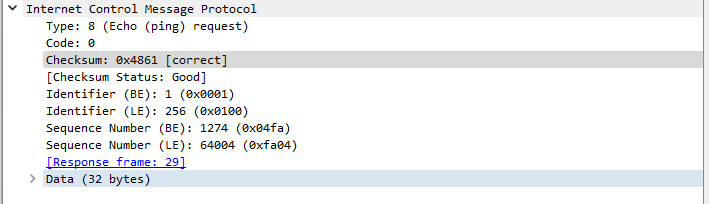 Internet Control Message Protocol
Type: 8 (Echo (ping) request)
Code: 0
Checksum: 0x4861 [correct]
[Checksum Status: Good]
Identifier (BE): 1 (0x0001)
Identifier (LE): 256 (0x0100)
Sequence Number (BE): 1274 (0x04fa)
Sequence Number (LE): 64004 (0xfa04)
[Response frame: 29]
Data (32 bytes)